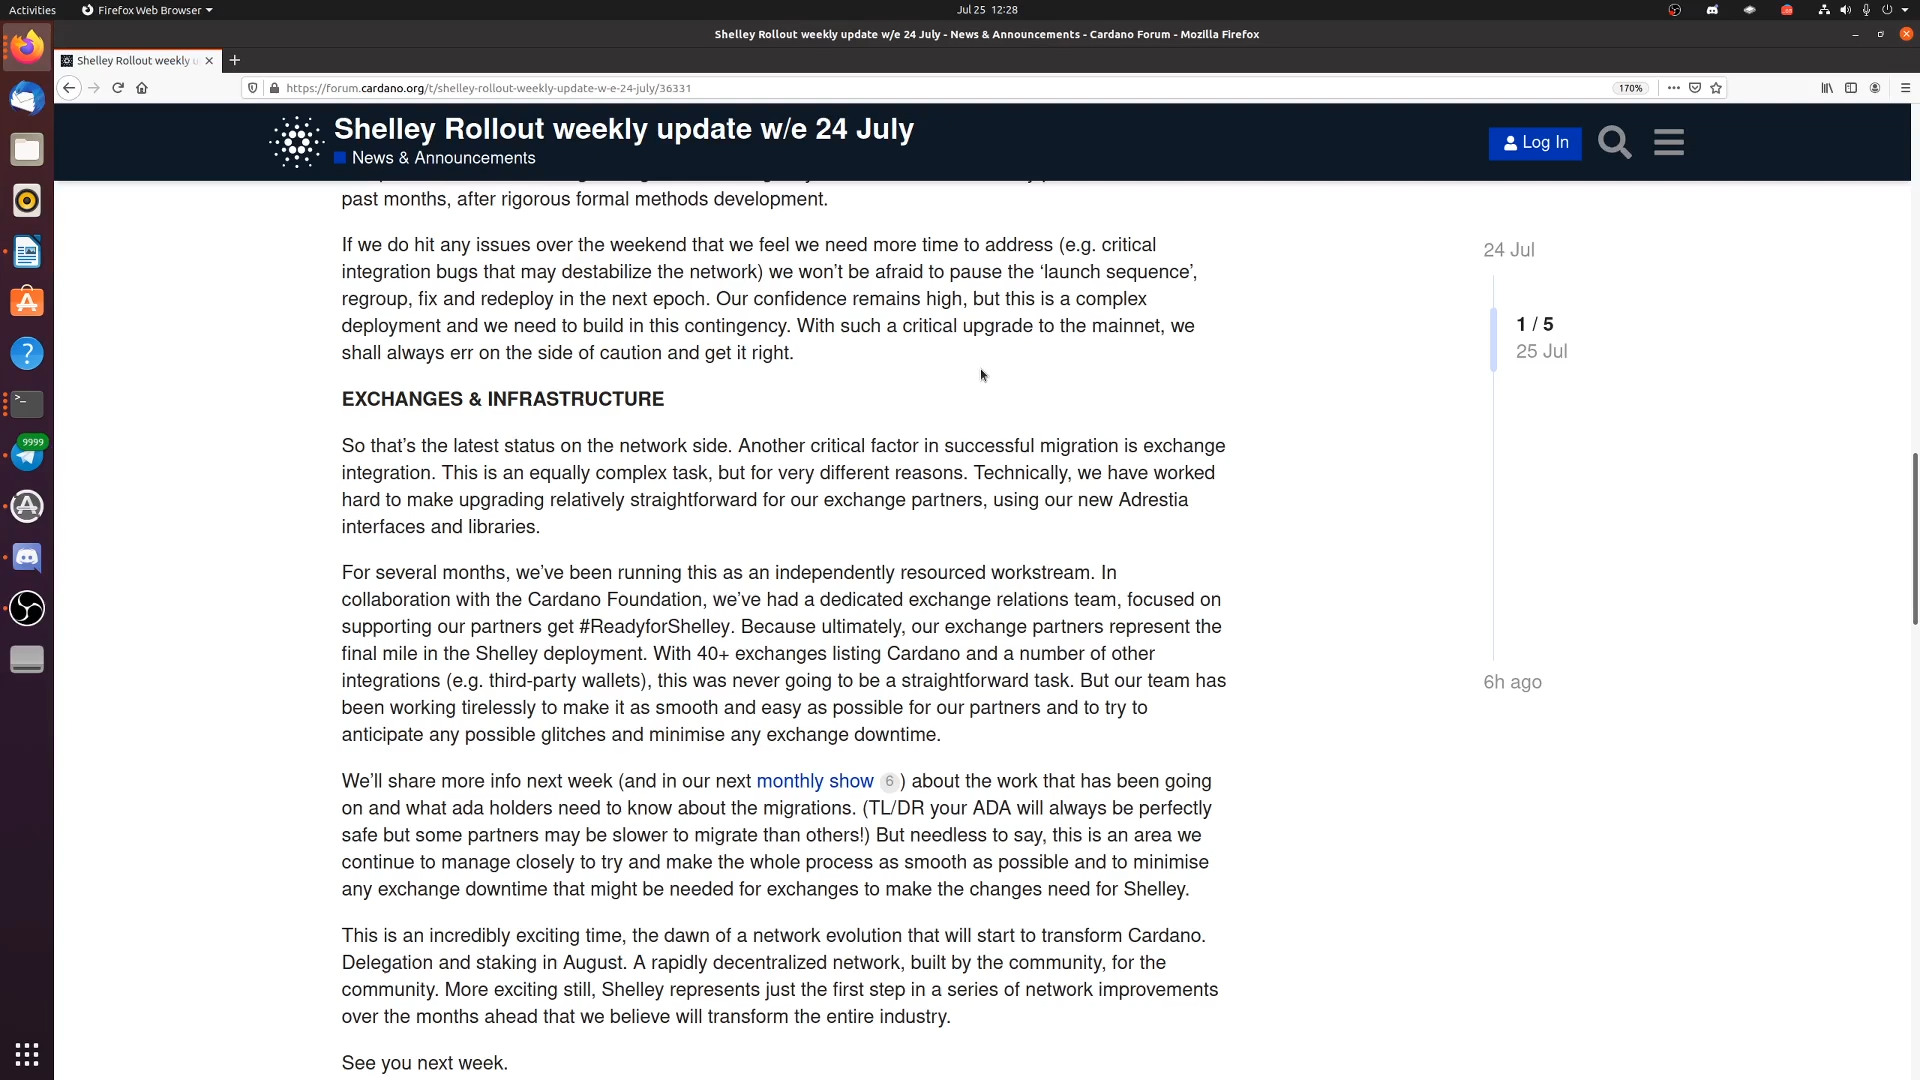 Activities
Firefox Web Browser
Jul 25 12:28
Shelley Rollout weekly update w/e 24 July - News & Announcements - Cardano Forum - Mozilla Firefox
Shelley Rollout weekly u
https://forum.cardano.org/t/shelley-rollout-weekly-update-w-e-24-july/36331
170%
Shelley Rollout weekly update w/e 24 July
News & Announcements
Log In
past months, after rigorous formal methods development.
If we do hit any issues over the weekend that we feel we need more time to address (e.g. critical
integration bugs that may destabilize the network) we won’t be afraid to pause the ‘launch sequence’,
regroup, fix and redeploy in the next epoch. Our confidence remains high, but this is a complex
deployment and we need to build in this contingency. With such a critical upgrade to the mainnet, we
shall always err on the side of caution and get it right.
EXCHANGES & INFRASTRUCTURE
So that’s the latest status on the network side. Another critical factor in successful migration is exchange
integration. This is an equally complex task, but for very different reasons. Technically, we have worked
hard to make upgrading relatively straightforward for our exchange partners, using our new Adrestia
interfaces and libraries.
For several months, we’ve been running this as an independently resourced workstream. In
collaboration with the Cardano Foundation, we’ve had a dedicated exchange relations team, focused on
supporting our partners get #ReadyforShelley. Because ultimately, our exchange partners represent the
final mile in the Shelley deployment. With 40+ exchanges listing Cardano and a number of other
integrations (e.g. third-party wallets), this was never going to be a straightforward task. But our team has
been working tirelessly to make it as smooth and easy as possible for our partners and to try to
anticipate any possible glitches and minimise any exchange downtime.
We’ll share more info next week (and in our next monthly show 6) about the work that has been going
on and what ada holders need to know about the migrations. (TL/DR your ADA will always be perfectly
safe but some partners may be slower to migrate than others!) But needless to say, this is an area we
continue to manage closely to try and make the whole process as smooth as possible and to minimise
any exchange downtime that might be needed for exchanges to make the changes need for Shelley.
This is an incredibly exciting time, the dawn of a network evolution that will start to transform Cardano.
Delegation and staking in August. A rapidly decentralized network, built by the community, for the
community. More exciting still, Shelley represents just the first step in a series of network improvements
over the months ahead that we believe will transform the entire industry.
See you next week.
24 Jul
1 / 5
25 Jul
6h ago
9999